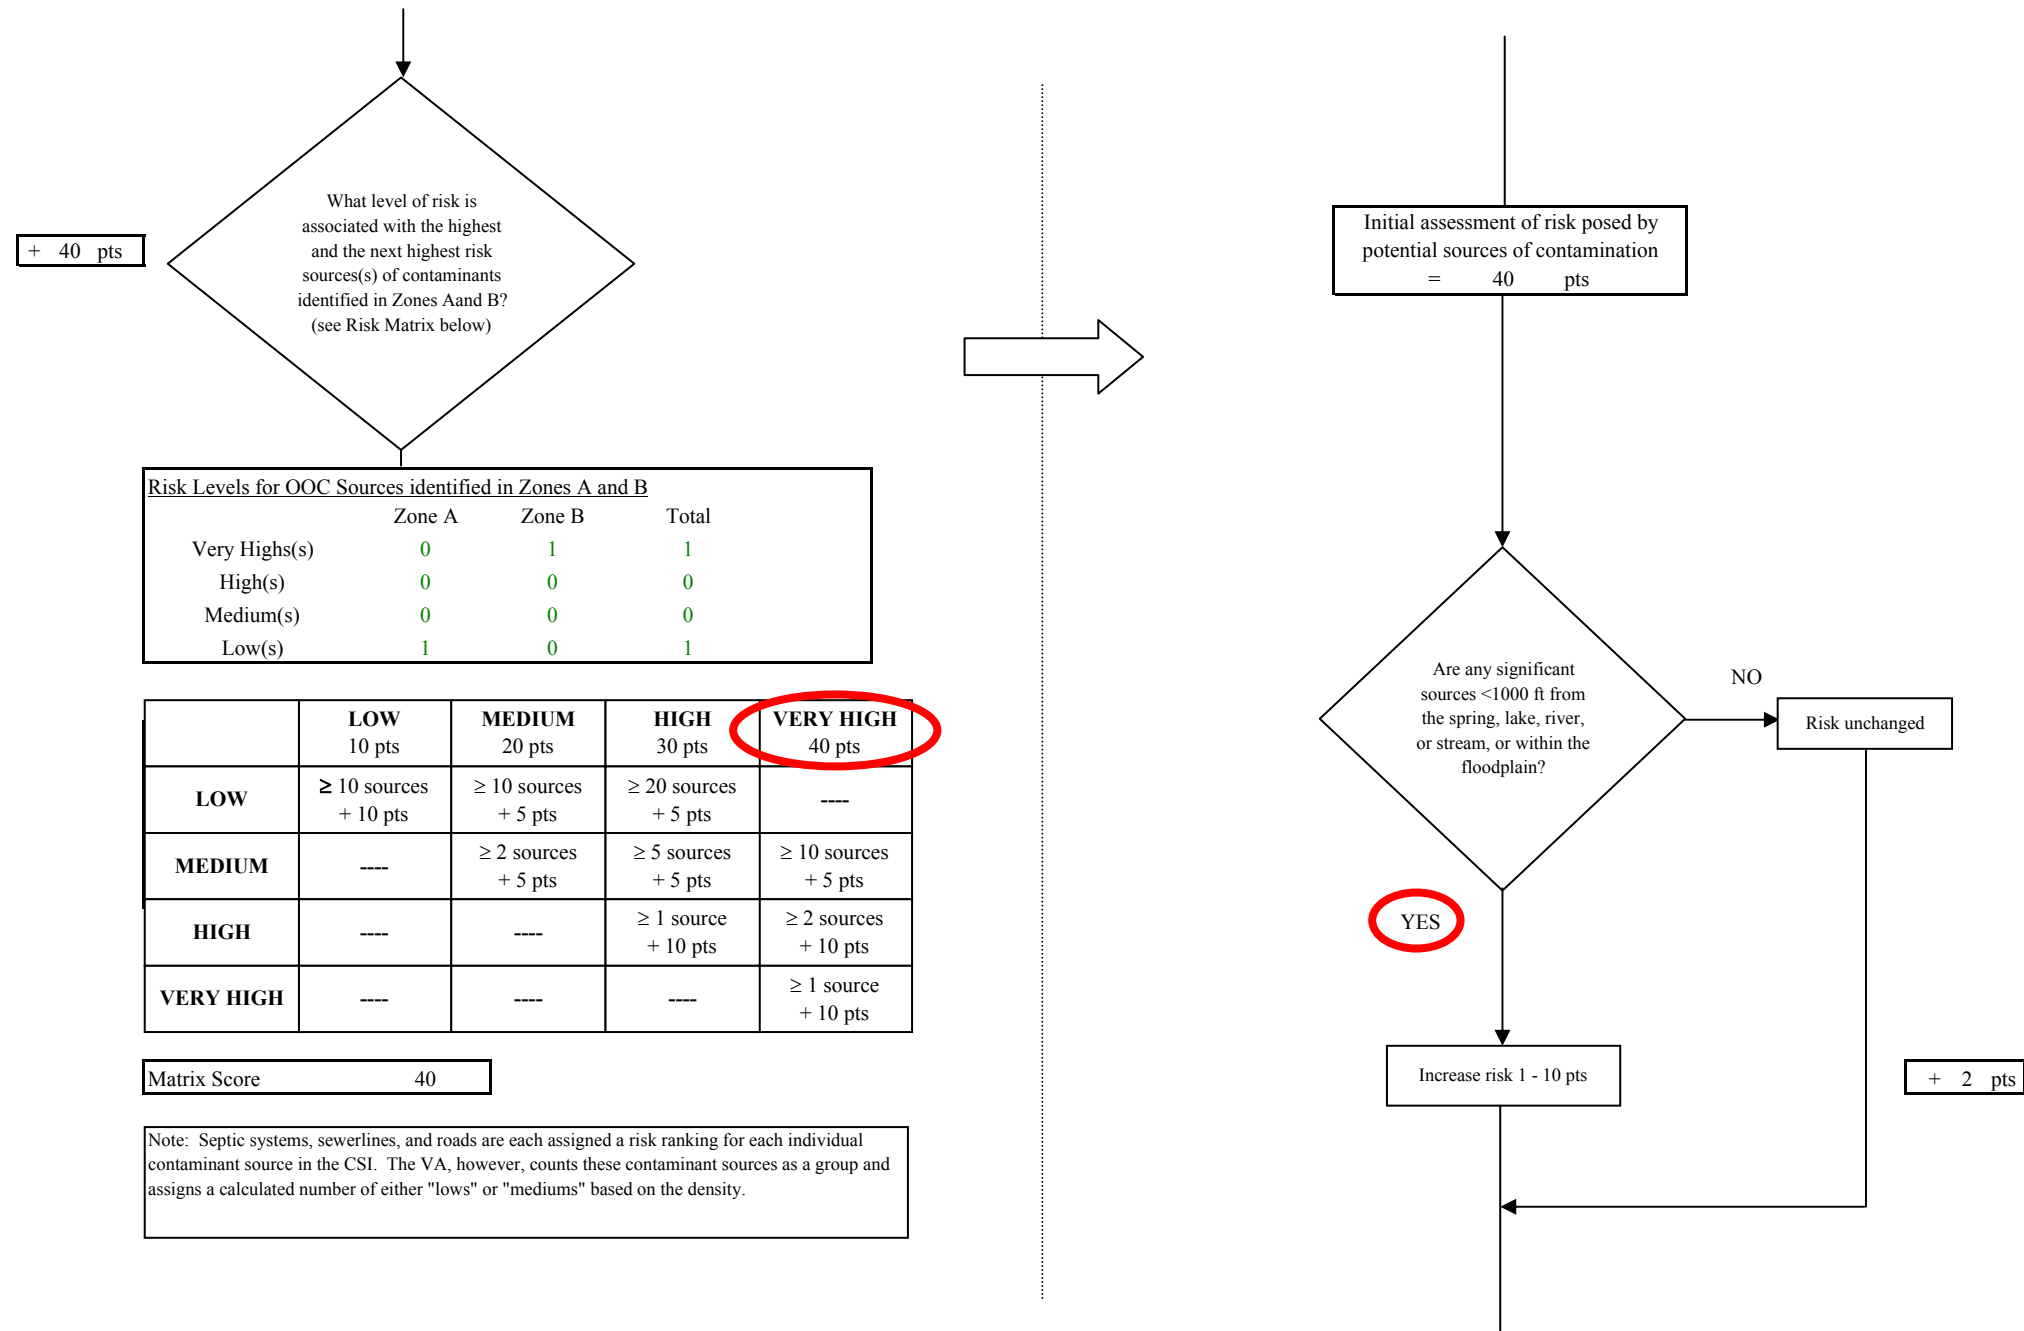 What level of risk is
associated with the highest
and the next highest risk
sources(s) of contaminants
identified in Zones Aand B?
(see Risk Matrix below)
+ 40 pts
Risk Levels for OOC Sources identified in Zones A and B
Zone A Zone B Total
Very Highs(s) 0 1 1
High(s) 0 0 0
Medium(s) 0 0 0
Low(s) 1 0 1
LOW MEDIUM HIGH VERY HIGH
10 pts 20 pts 30 pts 40 pts
LOW ≥ 10 sources ≥ 10 sources ≥ 20 sources ----
+ 10 pts + 5 pts + 5 pts
MEDIUM ---- ≥ 2 sources ≥ 5 sources ≥ 10 sources
+ 5 pts + 5 pts + 5 pts
HIGH ---- ---- ≥ 1 source ≥ 2 sources
+ 10 pts + 10 pts
VERY HIGH ---- ---- ---- ≥ 1 source
+ 10 pts
Matrix Score 40
Note: Septic systems, sewerlines, and roads are each assigned a risk ranking for each individual
contaminant source in the CSI. The VA, however, counts these contaminant sources as a group and
assigns a calculated number of either "lows" or "mediums" based on the density.
Initial assessment of risk posed by
potential sources of contamination
= 40 pts
Are any significant
sources <1000 ft from
the spring, lake, river,
or stream, or within the
floodplain?
NO
Risk unchanged
YES
Increase risk 1 - 10 pts
+ 2 pts